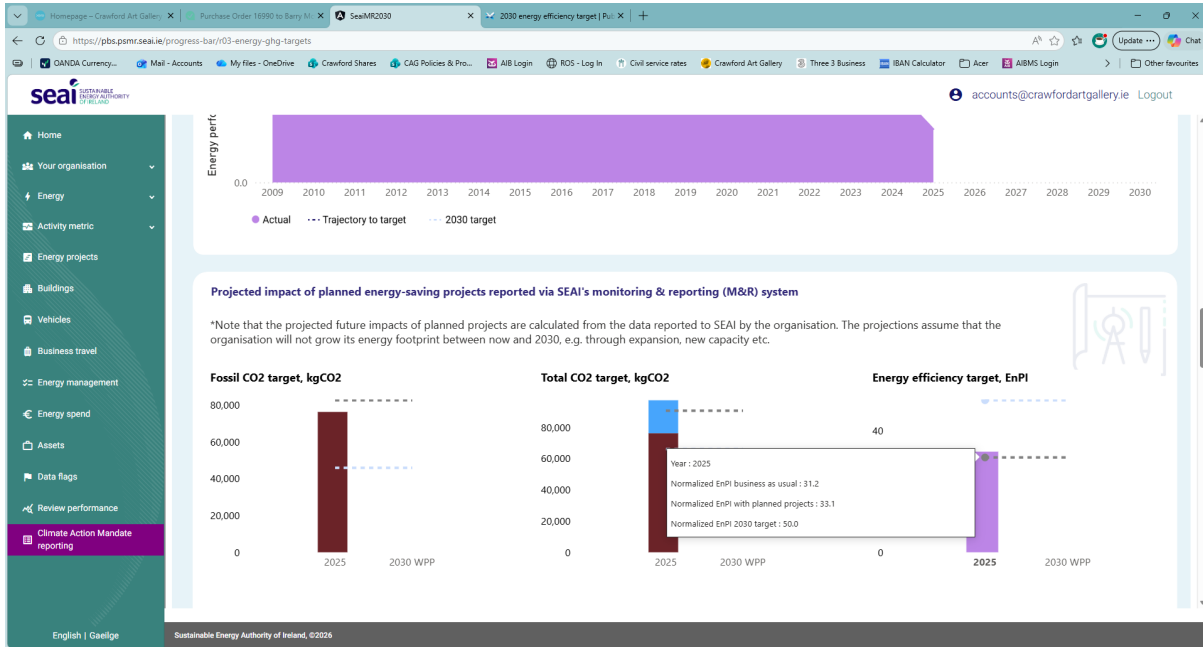 Homepage – Crawford Art Gallery
Purchase Order 16990 to Barry Mc
SeaiMR2030
2030 energy efficiency target | Pub
https://pbs.psmr.seai.ie/progress-bar/r03-energy-ghg-targets
Update
Chat
OANDA Currency...
Mail - Accounts
My files - OneDrive
Crawford Shares
CAG Policies & Pro...
AIB Login
ROS - Log In
Civil service rates
Crawford Art Gallery
Three 3 Business
IBAN Calculator
Acer
AIBMS Login
Other favourites
seai SUSTAINABLE
ENERGY AUTHORITY
OF IRELAND
accounts@crawfordartgallery.ie Logout
Home
Your organisation
Energy
Activity metric
Energy projects
Buildings
Vehicles
Business travel
Energy management
Energy spend
Assets
Data flags
Review performance
Climate Action Mandate
reporting
English | Gaeilge
Energy perfo
0.0
2009 2010 2011 2012 2013 2014 2015 2016 2017 2018 2019 2020 2021 2022 2023 2024 2025 2026 2027 2028 2029 2030
Actual Trajectory to target 2030 target
Projected impact of planned energy-saving projects reported via SEAI's monitoring & reporting (M&R) system
*Note that the projected future impacts of planned projects are calculated from the data reported to SEAI by the organisation. The projections assume that the
organisation will not grow its energy footprint between now and 2030, e.g. through expansion, new capacity etc.
Fossil CO2 target, kgCO2
80,000
60,000
40,000
20,000
0
2025 2030 WPP
Total CO2 target, kgCO2
80,000
60,000
40,000
20,000
0
2025 2030 WPP
Energy efficiency target, EnPI
40
Year : 2025
Normalized EnPI business as usual : 31.2
Normalized EnPI with planned projects : 33.1
Normalized EnPI 2030 target : 50.0
0
2025 2030 WPP
Sustainable Energy Authority of Ireland, ©2026